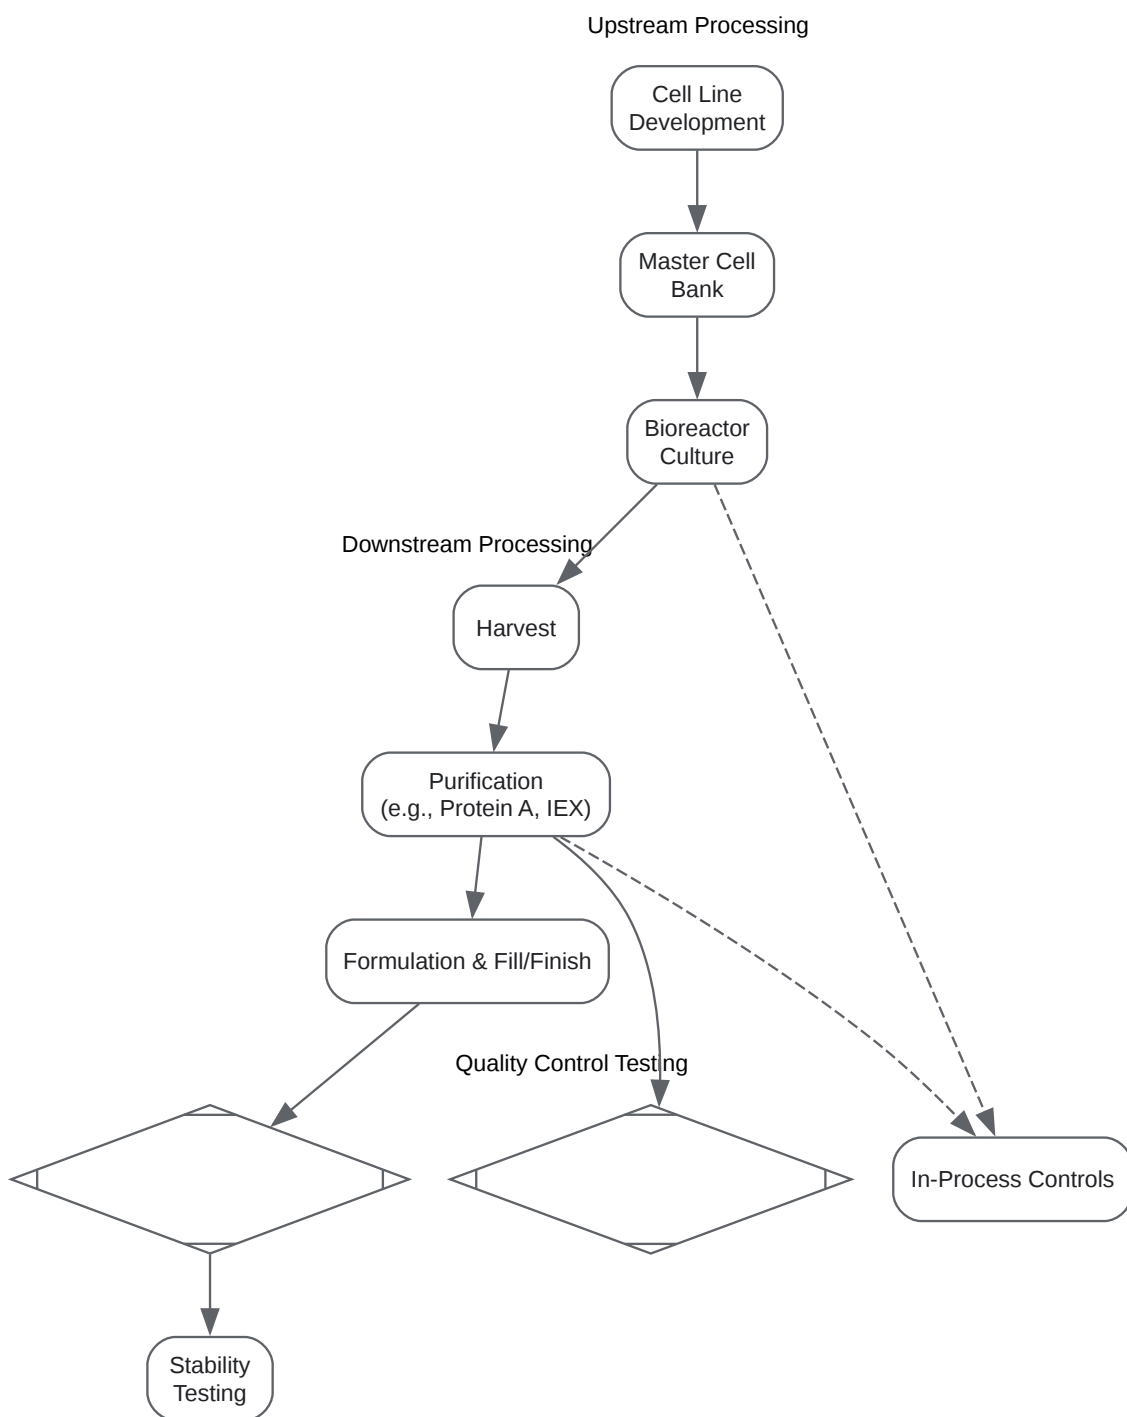 Upstream Processing
Cell Line
Development
Master Cell
Bank
Bioreactor
Culture
Downstream Processing
Harvest
Purification
(e.g., Protein A, IEX)
Formulation & Fill/Finish
Quality Control Testing
In-Process Controls
Stability
Testing